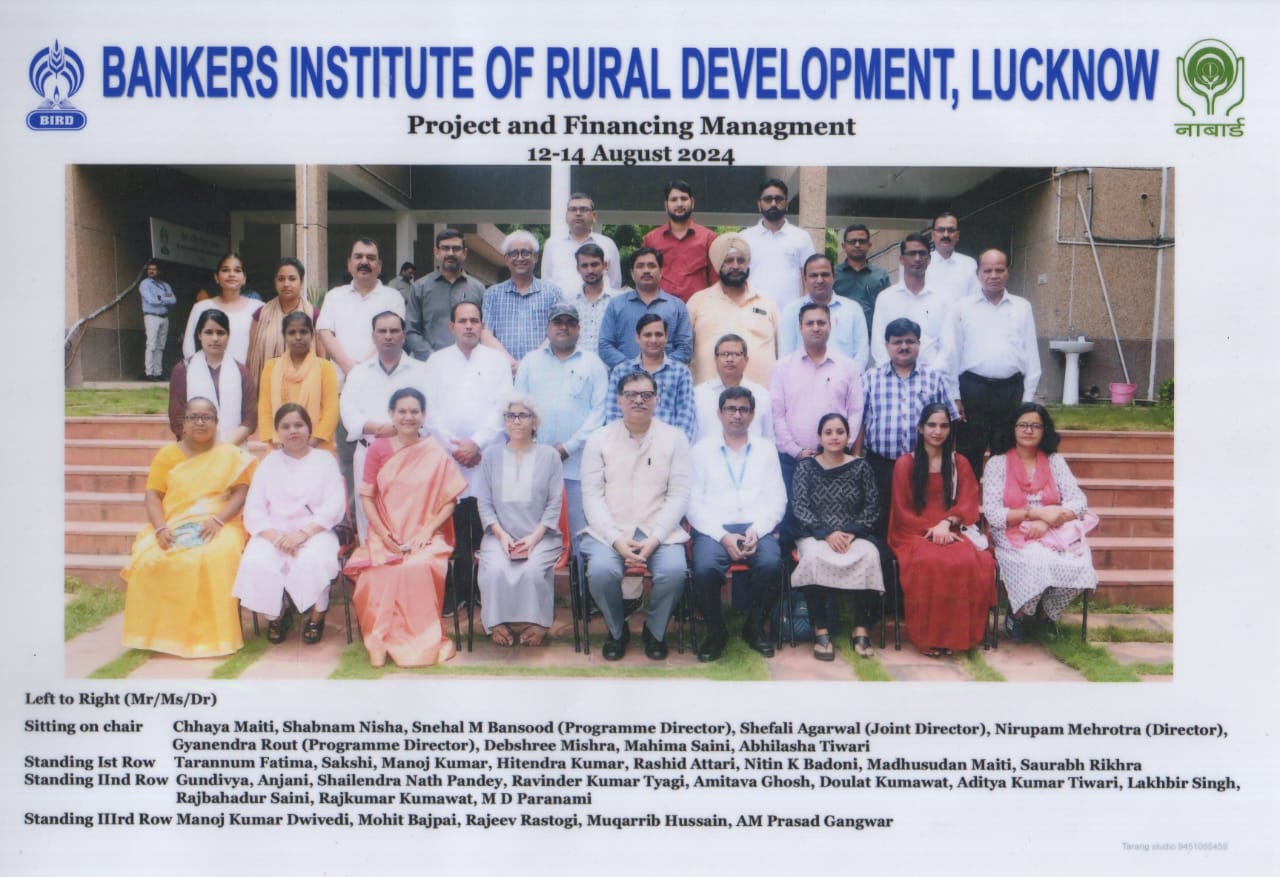 BANKERS INSTITUTE OF RURAL DEVELOPMENT, LUCKNOW
BIRD
नाबार्ड
Project and Financing Managment
12-14 August 2024
Left to Right (Mr/Ms/Dr)
Sitting on chair Chhaya Maiti, Shabnam Nisha, Snehal M Bansood (Programme Director), Shefali Agarwal (Joint Director), Nirupam Mehrotra (Director),
Gyanendra Rout (Programme Director), Debshree Mishra, Mahima Saini, Abhilasha Tiwari
Standing Ist Row Tarannum Fatima, Sakshi, Manoj Kumar, Hitendra Kumar, Rashid Attari, Nitin K Badoni, Madhusudan Maiti, Saurabh Rikhra
Standing IInd Row Gundivya, Anjani, Shailendra Nath Pandey, Ravinder Kumar Tyagi, Amitava Ghosh, Doulat Kumawat, Aditya Kumar Tiwari, Lakhbir Singh,
Rajbahadur Saini, Rajkumar Kumawat, M D Paranami
Standing IIIrd Row Manoj Kumar Dwivedi, Mohit Bajpai, Rajeev Rastogi, Muqarrib Hussain, AM Prasad Gangwar
Tarang studio 9451065459